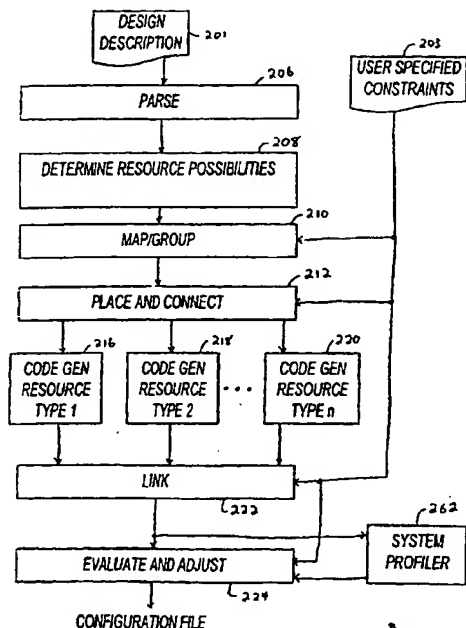 DESIGN
DESCRIPTION
201
203
USER SPECIFIED
CONSTRAINTS
206
PARSE
208
DETERMINE RESOURCE POSSIBILITIES
210
MAP/GROUP
212
PLACE AND CONNECT
216
CODE GEN
RESOURCE
TYPE 1
218
CODE GEN
RESOURCE
TYPE 2
...
220
CODE GEN
RESOURCE
TYPE n
LINK
222
262
SYSTEM
PROFILER
EVALUATE AND ADJUST
224
CONFIGURATION FILE